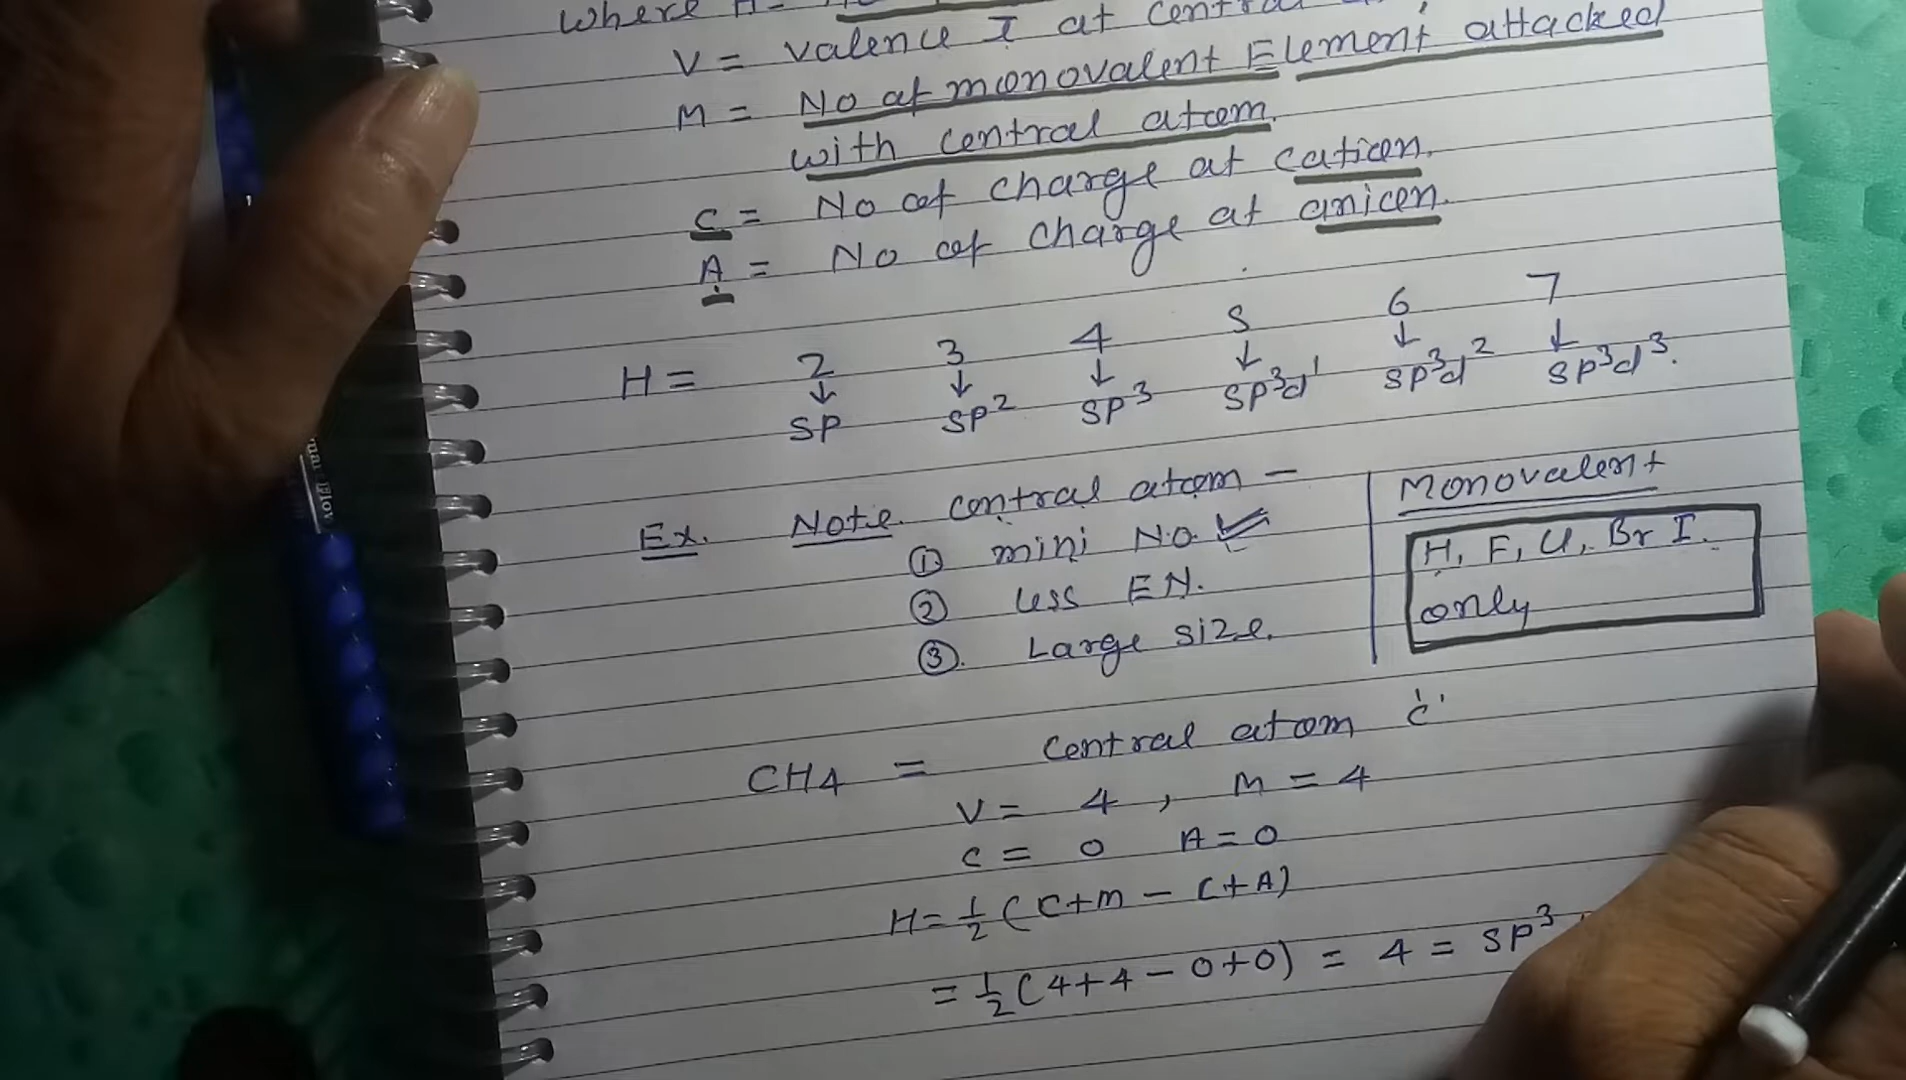 where H =
V = valence I at cent
M = No of monovalent Element attacked
with central atom.
C = No of charge at cation.
A = No of charge at anion.
H = 2 3 4 5 6 7
↓ ↓ ↓ ↓ ↓ ↓
SP SP² SP³ SP³d¹ SP³d² SP³d³.
Ex. Note. central atom –
① mini No.
② Less EN.
③. Large size.
Monovalent
H, F, Cl, Br I.
only
CH4 = Central atom 'c'
V = 4 , M = 4
C = 0 A = 0
H = ½ (C+M – C+A)
= ½ (4+4 – 0+0) = 4 = SP³